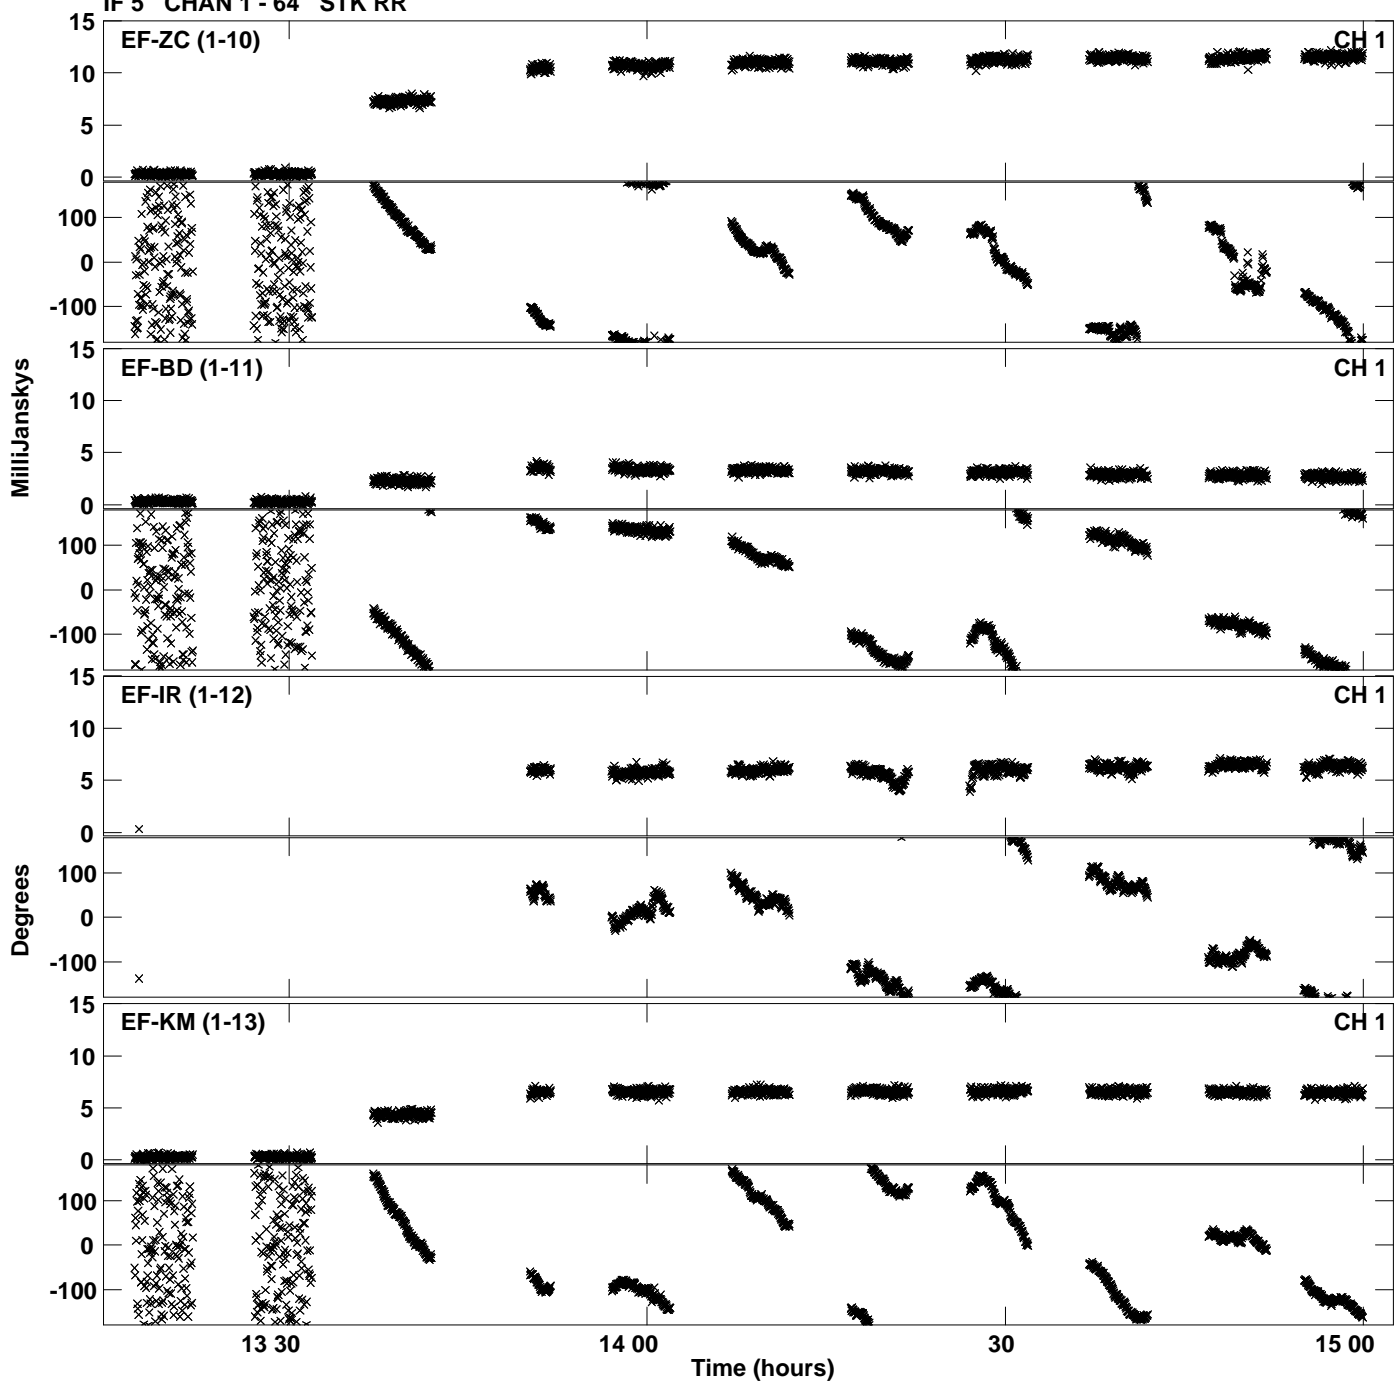 IF 5 CHAN 1 - 64 STK RR
15
EF-ZC (1-10)
CH 1
10
5
0
100
0
-100
15
EF-BD (1-11)
CH 1
10
5
0
100
0
-100
MilliJanskys
15
EF-IR (1-12)
CH 1
10
5
0
100
0
-100
Degrees
15
EF-KM (1-13)
CH 1
10
5
0
100
0
-100
13 30
14 00
30
15 00
Time (hours)